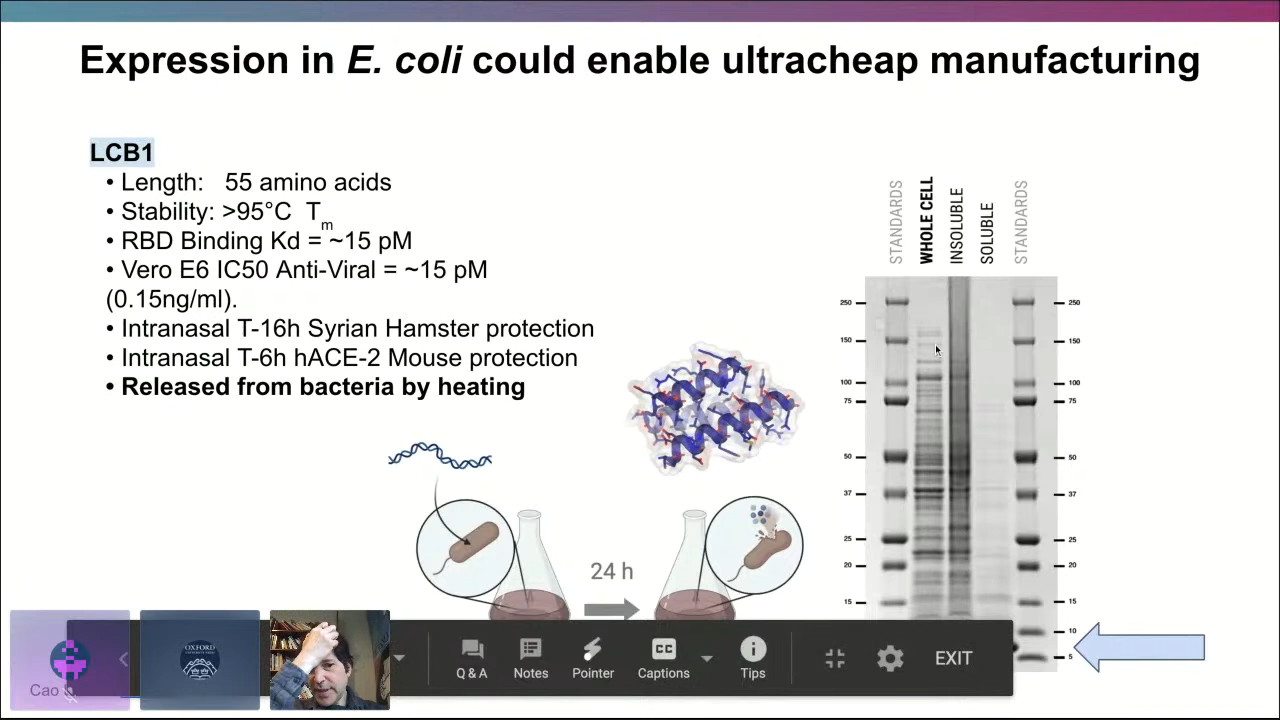 Expression in E. coli could enable ultracheap manufacturing
LCB1
• Length: 55 amino acids
• Stability: >95°C Tm
• RBD Binding Kd = ~15 pM
• Vero E6 IC50 Anti-Viral = ~15 pM
(0.15ng/ml).
• Intranasal T-16h Syrian Hamster protection
• Intranasal T-6h hACE-2 Mouse protection
• Released from bacteria by heating
24 h
STANDARDS
WHOLE CELL
INSOLUBLE
SOLUBLE
STANDARDS
250 250
150 150
100 100
75 75
50 50
37 37
25 25
20 20
15 15
10
5
Cao
OXFORD
CC
Q & A Notes Pointer Captions Tips EXIT